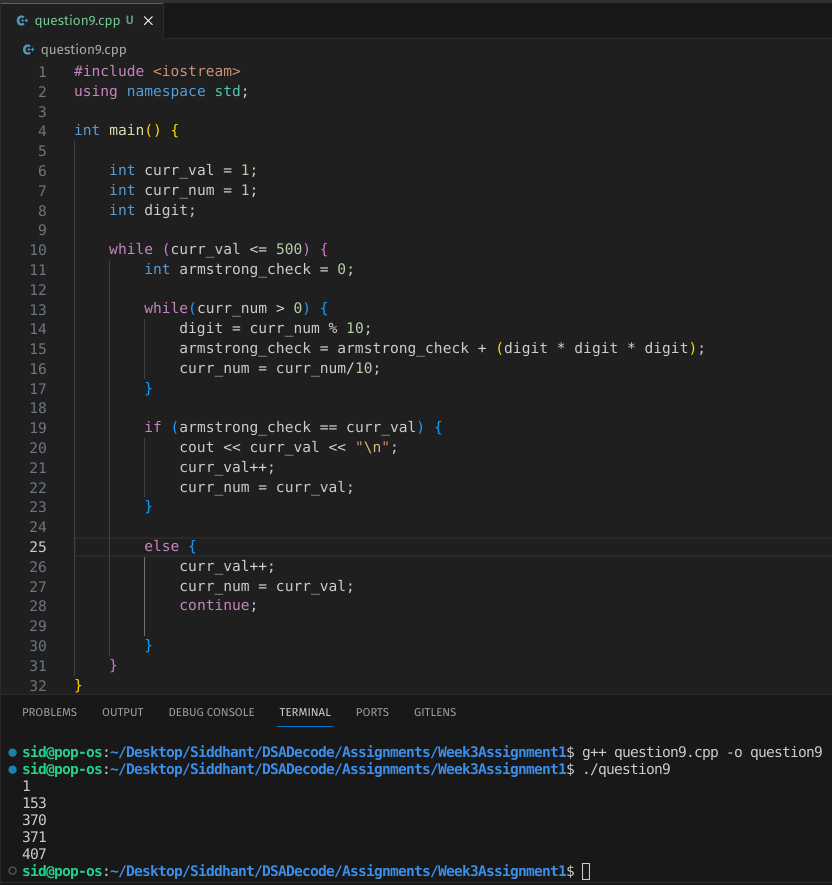 question9.cpp U
question9.cpp
1 #include <iostream>
2 using namespace std;
3
4 int main() {
5
6     int curr_val = 1;
7     int curr_num = 1;
8     int digit;
9
10     while (curr_val <= 500) {
11         int armstrong_check = 0;
12
13         while(curr_num > 0) {
14             digit = curr_num % 10;
15             armstrong_check = armstrong_check + (digit * digit * digit);
16             curr_num = curr_num/10;
17         }
18
19         if (armstrong_check == curr_val) {
20             cout << curr_val << "\n";
21             curr_val++;
22             curr_num = curr_val;
23         }
24
25         else {
26             curr_val++;
27             curr_num = curr_val;
28             continue;
29
30         }
31     }
32 }
PROBLEMS OUTPUT DEBUG CONSOLE TERMINAL PORTS GITLENS
sid@pop-os:~/Desktop/Siddhant/DSADecode/Assignments/Week3Assignment1$ g++ question9.cpp -o question9
sid@pop-os:~/Desktop/Siddhant/DSADecode/Assignments/Week3Assignment1$ ./question9
1
153
370
371
407
sid@pop-os:~/Desktop/Siddhant/DSADecode/Assignments/Week3Assignment1$